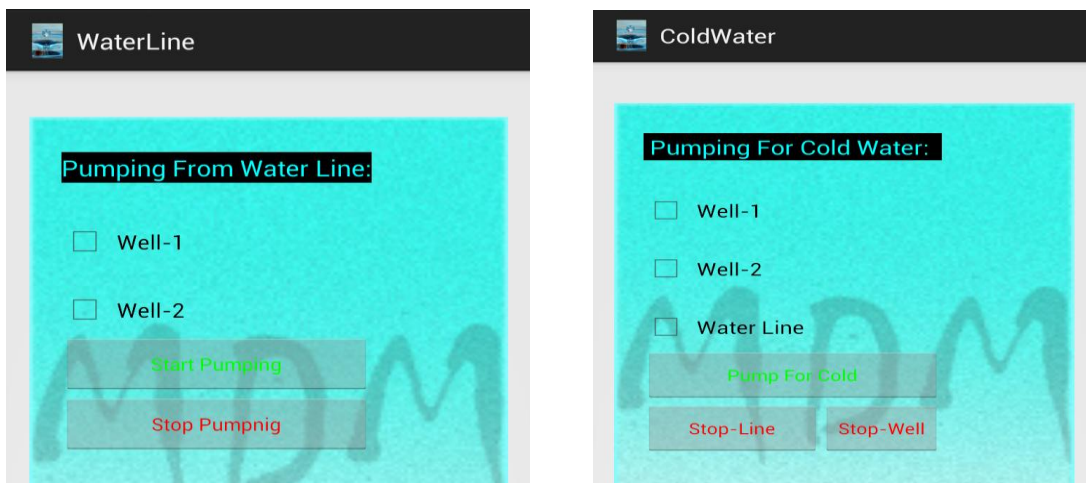 WaterLine
Pumping From Water Line:
Well-1
Well-2
Start Pumping
Stop Pumpnig
MDM
ColdWater
Pumping For Cold Water:
Well-1
Well-2
Water Line
Pump For Cold
Stop-Line Stop-Well
MDM